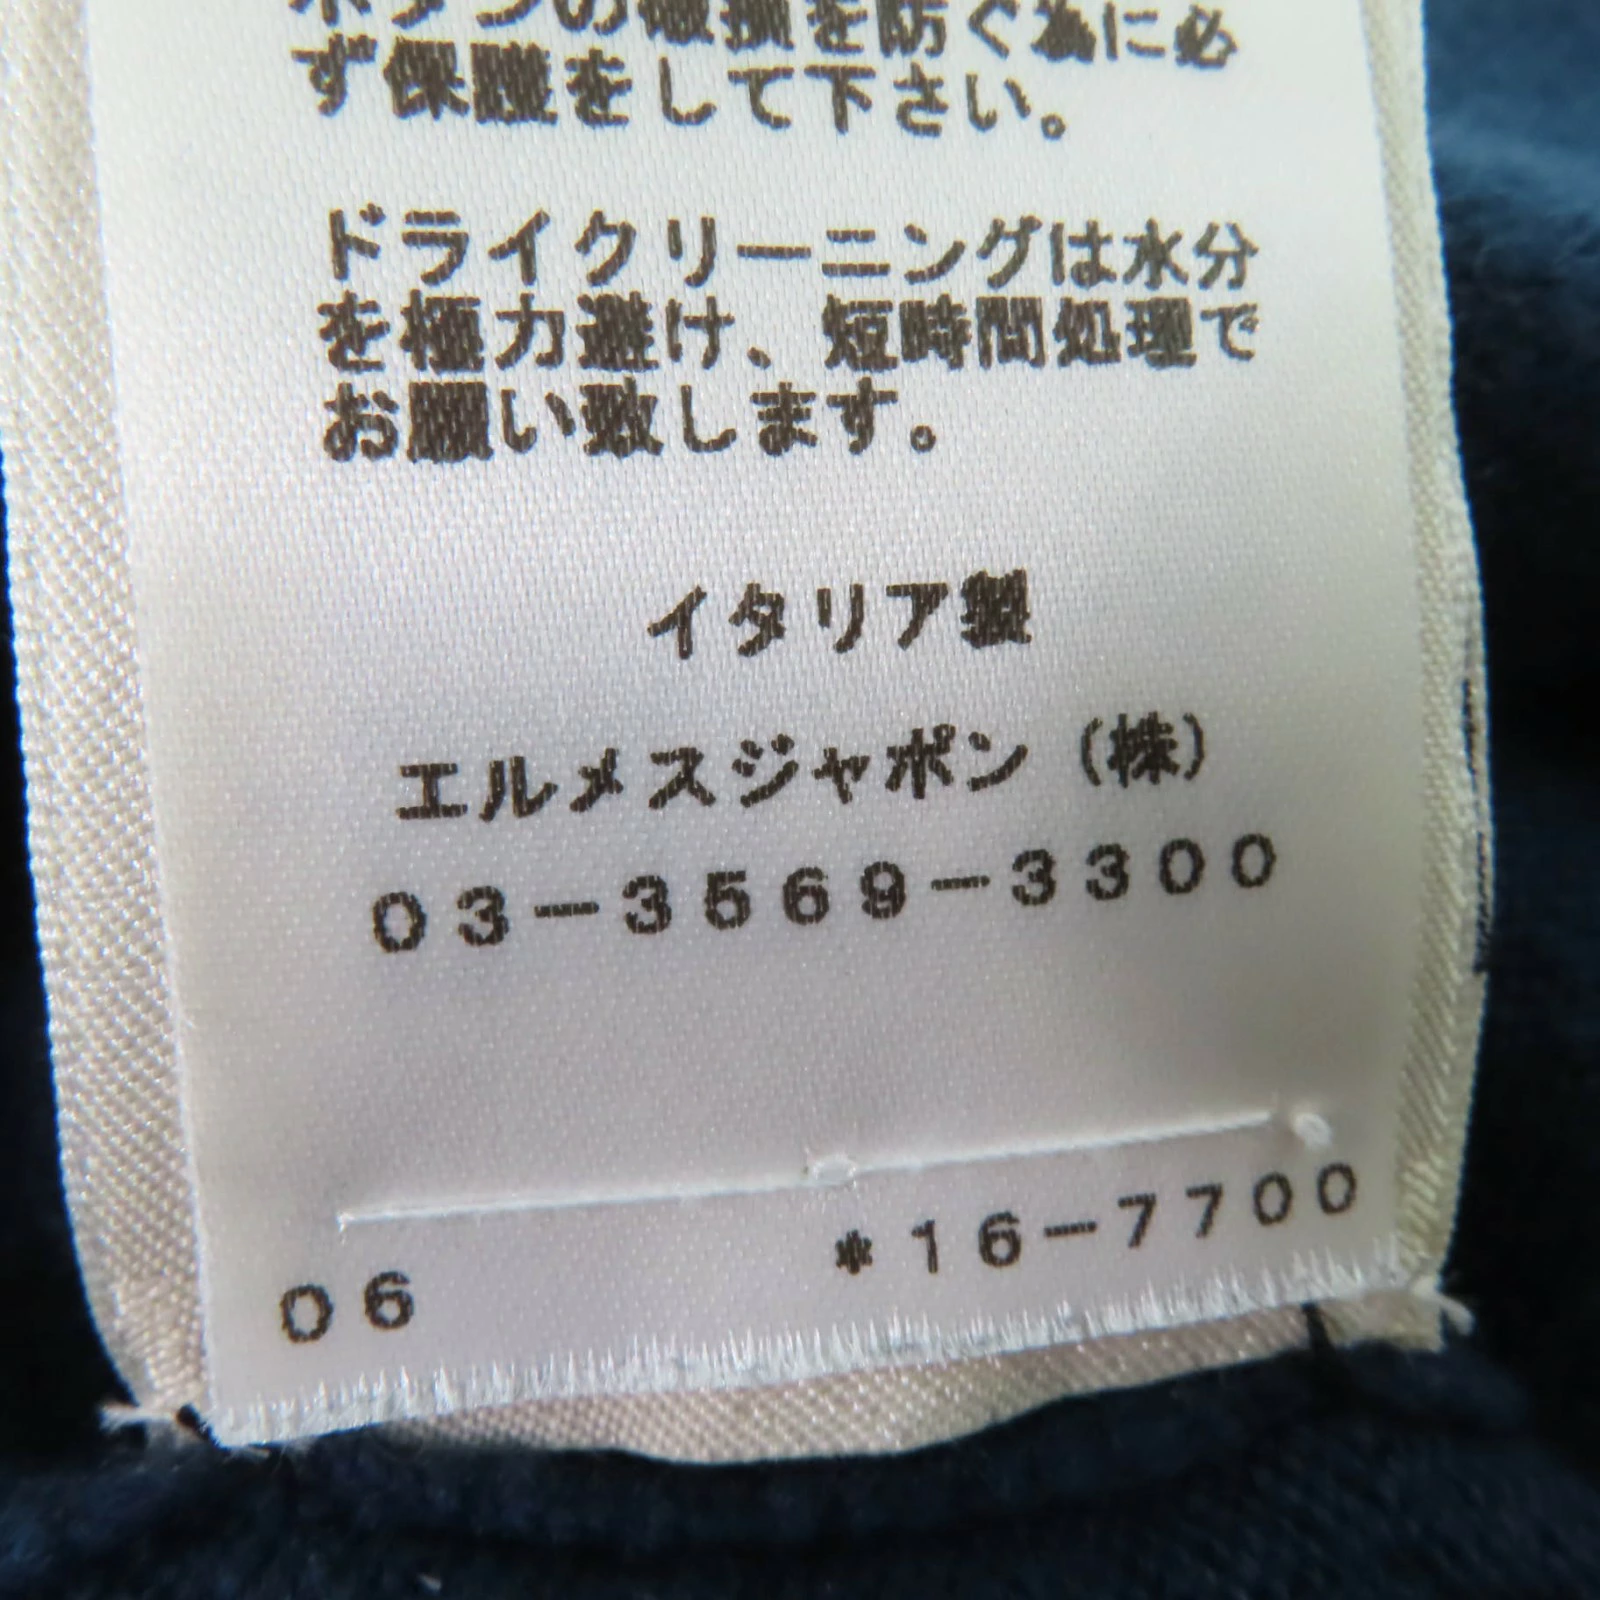 ボタンの破損を防ぐ為に必
ず保護をして下さい。
ドライクリーニングは水分
を極力避け、短時間処理で
お願い致します。
イタリア製
エルメスジャポン（株）
03-3569-3300
*16-7700
06